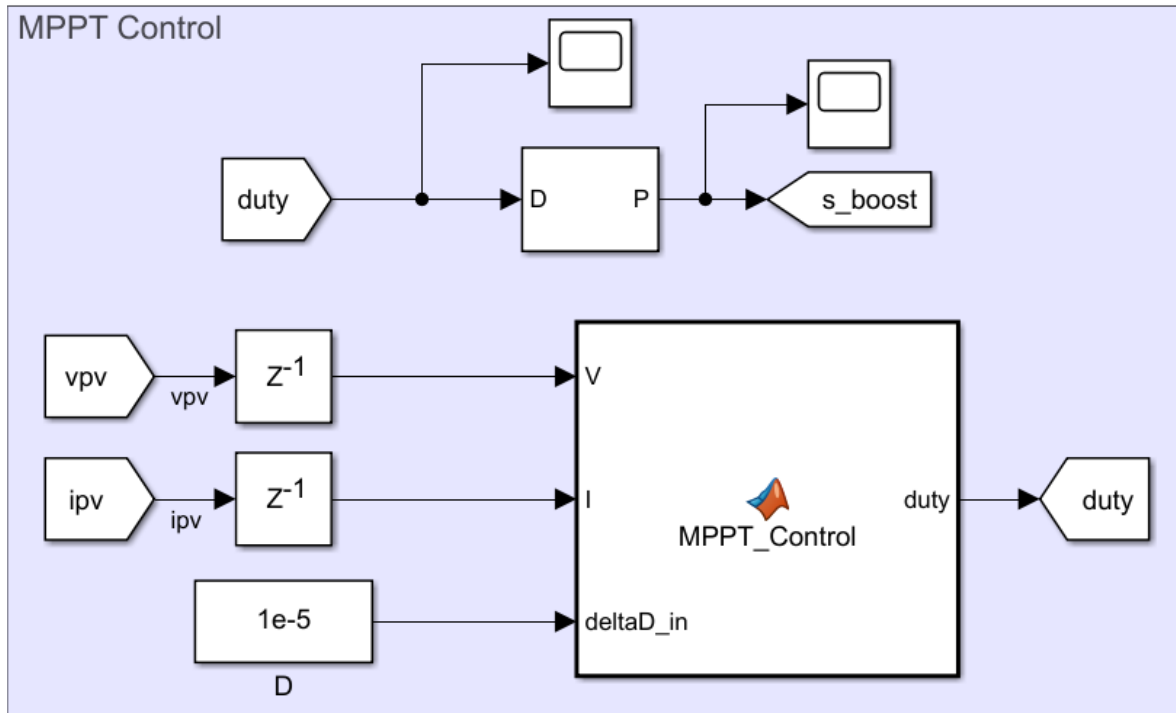 MPPT Control
duty
D
P
s_boost
vpv
vpv
Z-1
V
ipv
ipv
Z-1
I
MPPT_Control
duty
duty
1e-5
deltaD_in
D